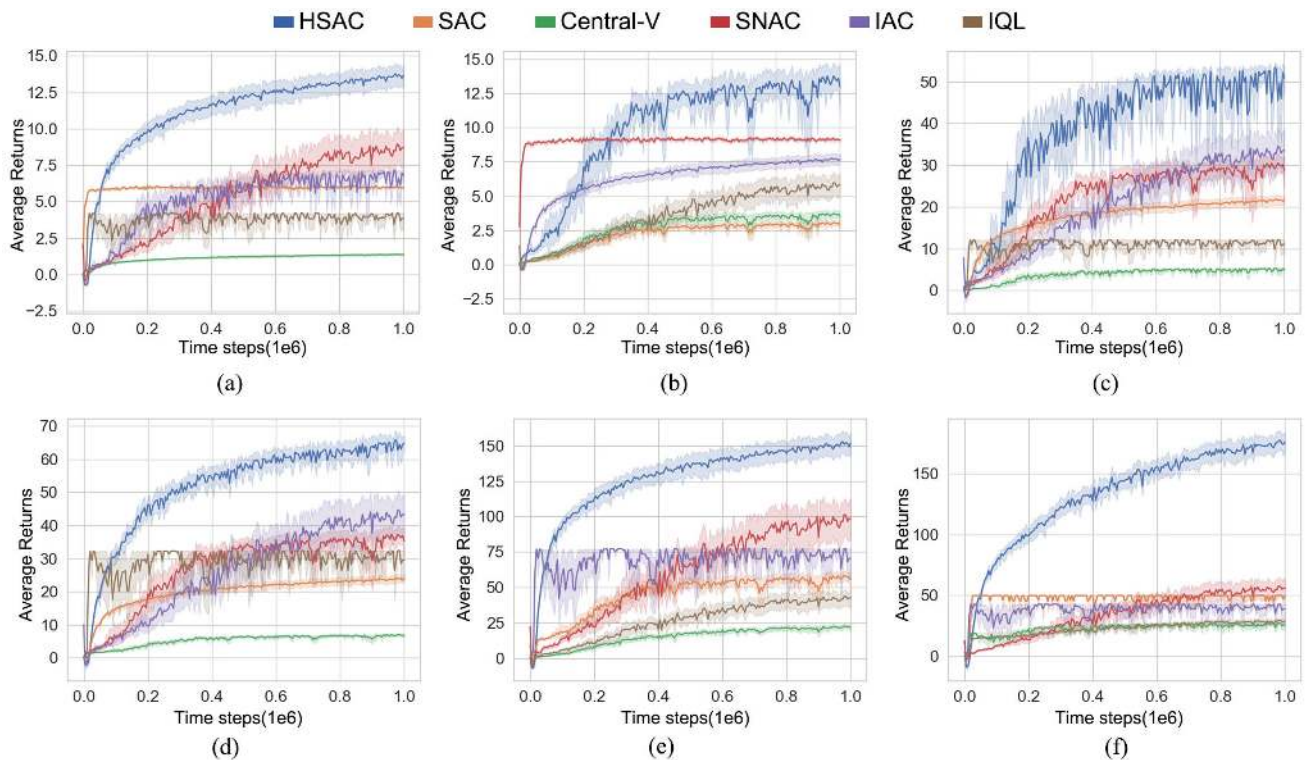 HSAC SAC Central-V SNAC IAC IQL
15.0
12.5
10.0
7.5
5.0
2.5
0.0
−2.5
Average Returns
0.0 0.2 0.4 0.6 0.8 1.0
Time steps(1e6)
(a)
15.0
12.5
10.0
7.5
5.0
2.5
0.0
−2.5
Average Returns
0.0 0.2 0.4 0.6 0.8 1.0
Time steps(1e6)
(b)
50
40
30
20
10
0
Average Returns
0.0 0.2 0.4 0.6 0.8 1.0
Time steps(1e6)
(c)
70
60
50
40
30
20
10
0
Average Returns
0.0 0.2 0.4 0.6 0.8 1.0
Time steps(1e6)
(d)
150
125
100
75
50
25
0
Average Returns
0.0 0.2 0.4 0.6 0.8 1.0
Time steps(1e6)
(e)
150
100
50
0
Average Returns
0.0 0.2 0.4 0.6 0.8 1.0
Time steps(1e6)
(f)